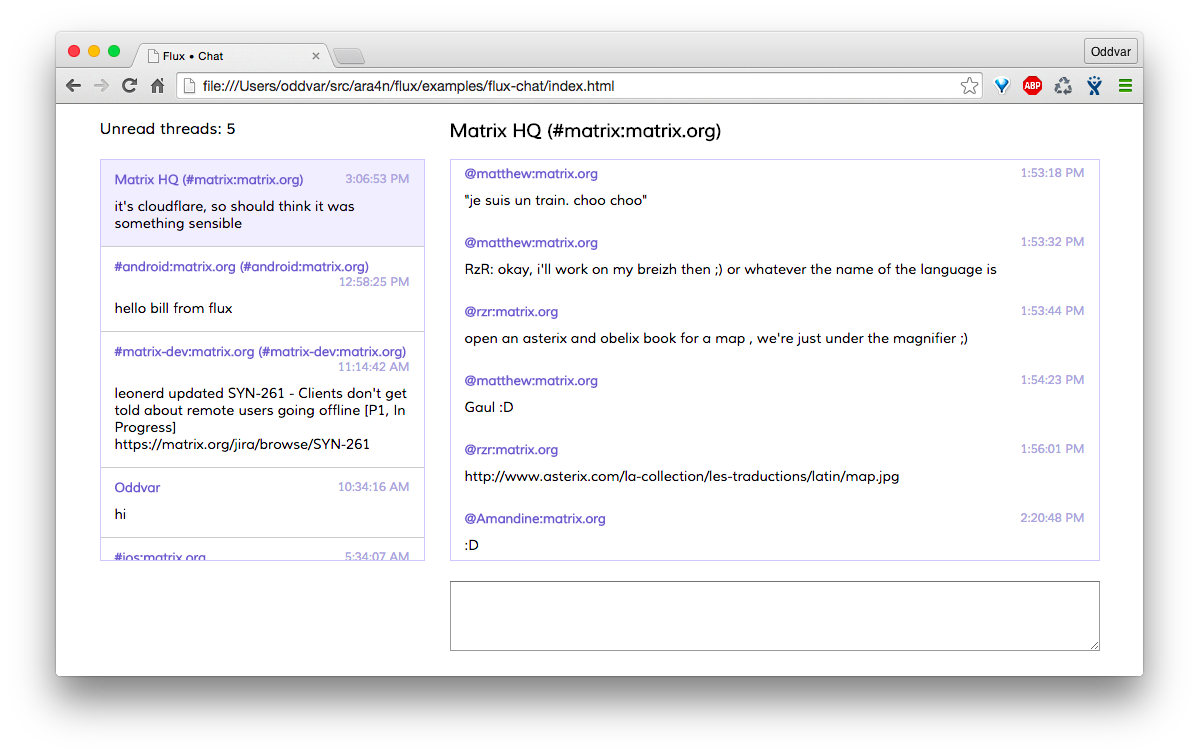 Flux • Chat
Oddvar
file:///Users/oddvar/src/ara4n/flux/examples/flux-chat/index.html
ABP
Unread threads: 5
Matrix HQ (#matrix:matrix.org) 3:06:53 PM
it's cloudflare, so should think it was
something sensible
#android:matrix.org (#android:matrix.org)
12:58:25 PM
hello bill from flux
#matrix-dev:matrix.org (#matrix-dev:matrix.org)
11:14:42 AM
leonerd updated SYN-261 - Clients don't get
told about remote users going offline [P1, In
Progress]
https://matrix.org/jira/browse/SYN-261
Oddvar 10:34:16 AM
hi
#ios:matrix.org 5:34:07 AM
Matrix HQ (#matrix:matrix.org)
@matthew:matrix.org 1:53:18 PM
"je suis un train. choo choo"
@matthew:matrix.org 1:53:32 PM
RzR: okay, i'll work on my breizh then ;) or whatever the name of the language is
@rzr:matrix.org 1:53:44 PM
open an asterix and obelix book for a map , we're just under the magnifier ;)
@matthew:matrix.org 1:54:23 PM
Gaul :D
@rzr:matrix.org 1:56:01 PM
http://www.asterix.com/la-collection/les-traductions/latin/map.jpg
@Amandine:matrix.org 2:20:48 PM
:D